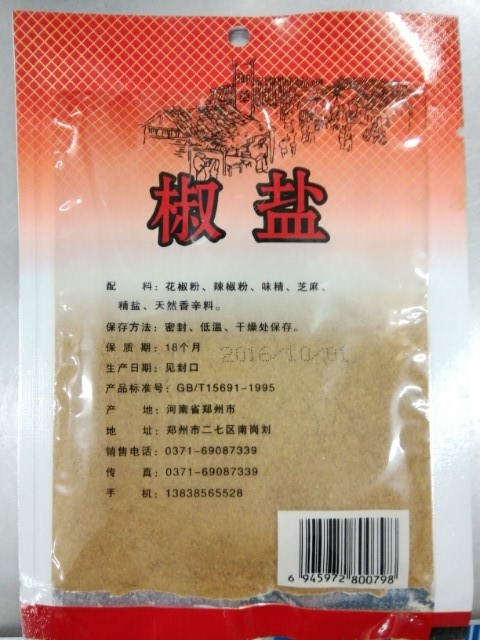 椒盐
配 料：花椒粉、辣椒粉、味精、芝麻、
精盐、天然香辛料。
保存方法：密封、低温、干燥处保存。
保 质 期：18个月
2016/10/01
生产日期：见封口
产品标准号：GB/T15691-1995
产 地：河南省郑州市
地 址：郑州市二七区南岗刘
销售电话：0371-69087339
传 真：0371-69087339
手 机：13838565528
6 945972 800798